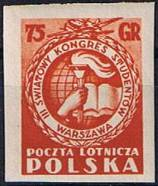 75 GR
III ŚWIATOWY KONGRES STUDENTÓW
WARSZAWA
POCZTA LOTNICZA
POLSKA